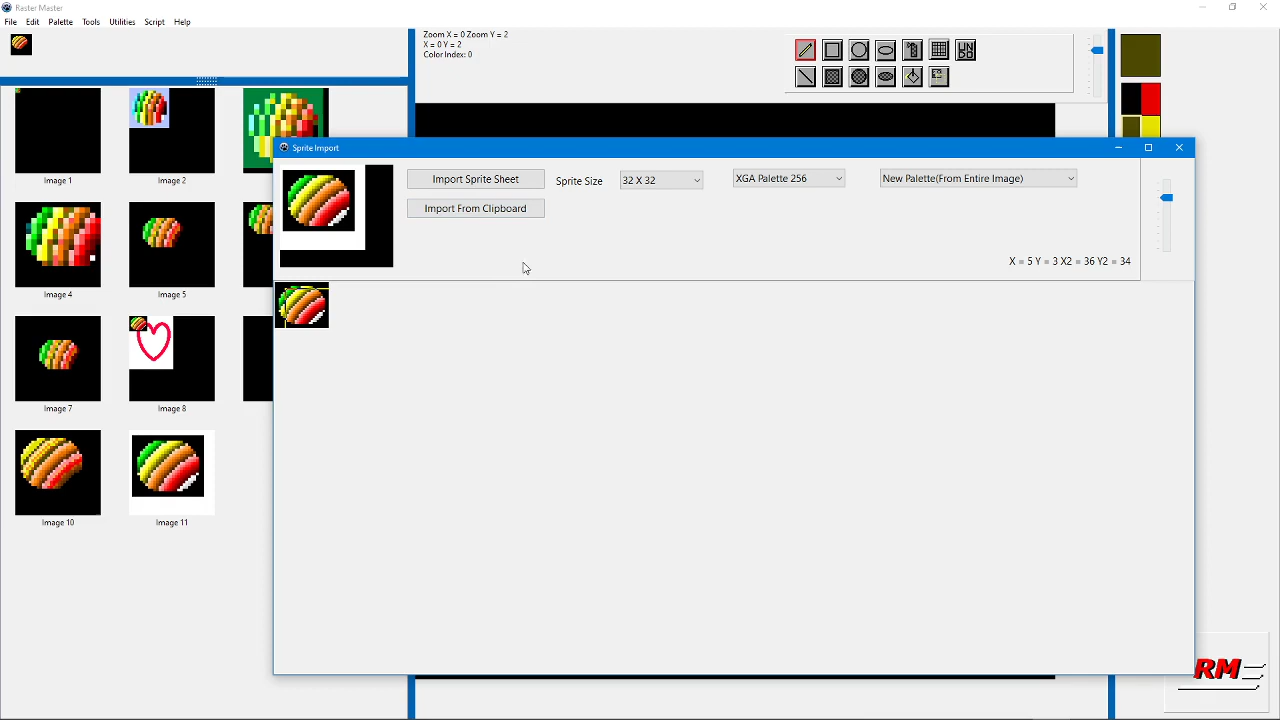 Raster Master
File Edit Palette Tools Utilities Script Help
Zoom X = 0 Zoom Y = 2
X = 0 Y = 2
Color Index: 0
Image 1
Image 2
Sprite Import
Import Sprite Sheet
Sprite Size
32 X 32
XGA Palette 256
New Palette(From Entire Image)
Import From Clipboard
X = 5 Y = 3 X2 = 36 Y2 = 34
Image 4
Image 5
Image 7
Image 8
Image 10
Image 11
UN
DO
RM